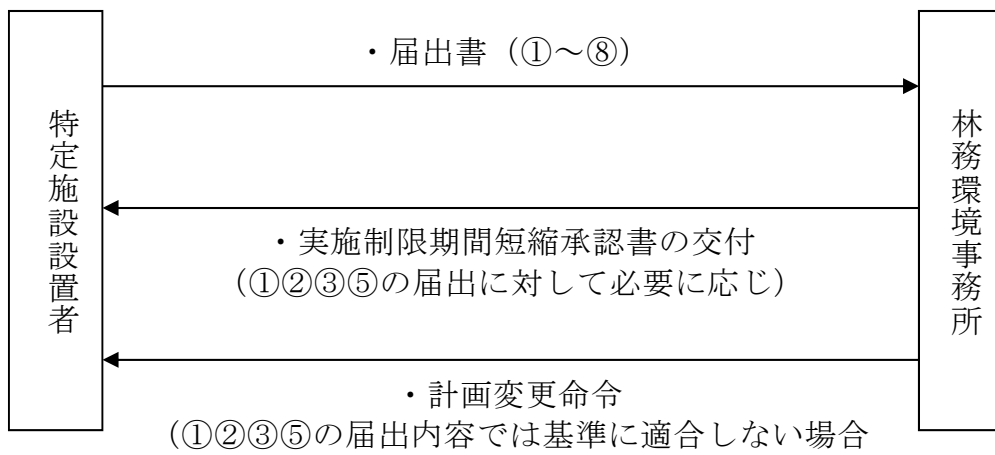 ・届出書（①～⑧）
特定施設設置者
林務環境事務所
・実施制限期間短縮承認書の交付
（①②③⑤の届出に対して必要に応じ）
・計画変更命令
（①②③⑤の届出内容では基準に適合しない場合